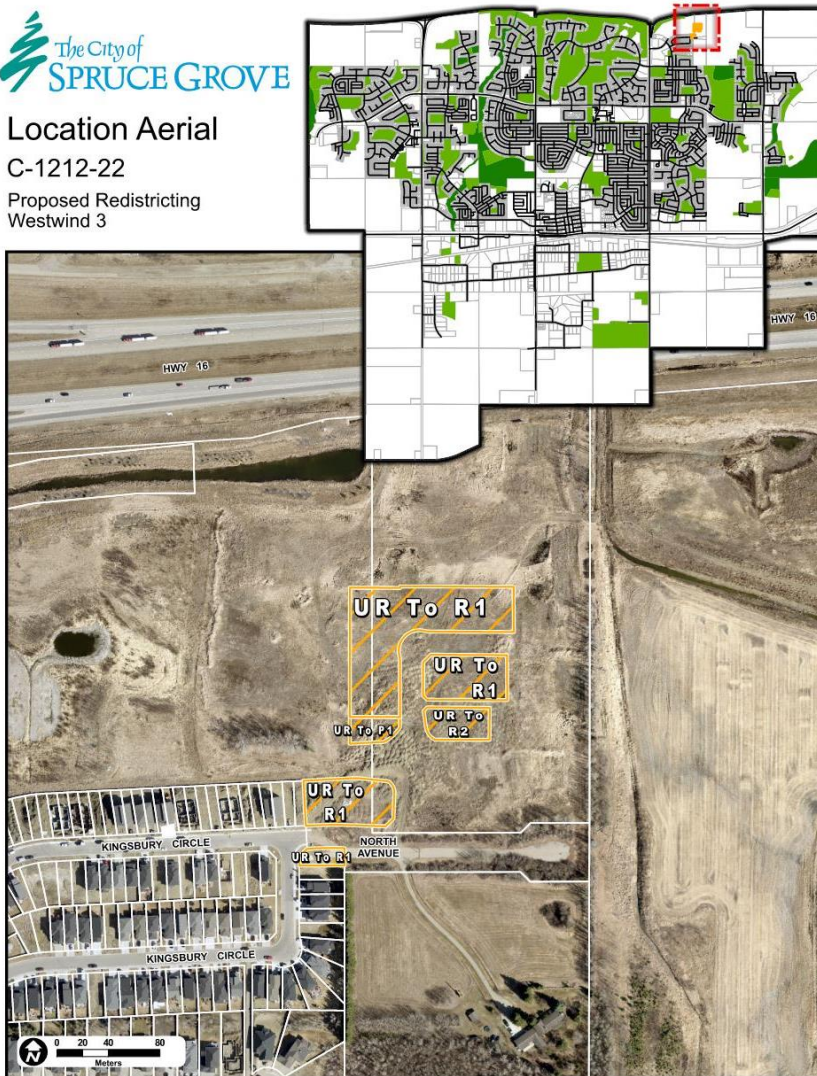 The City of
SPRUCE GROVE
Location Aerial
C-1212-22
Proposed Redistricting
Westwind 3
HWY 16
HWY 16
UR To R1
UR To
R1
UR To
R2
UR To P1
UR To
R1
KINGSBURY CIRCLE
NORTH
AVENUE
UR To R1
KINGSBURY CIRCLE
N
0 20 40 80
Meters